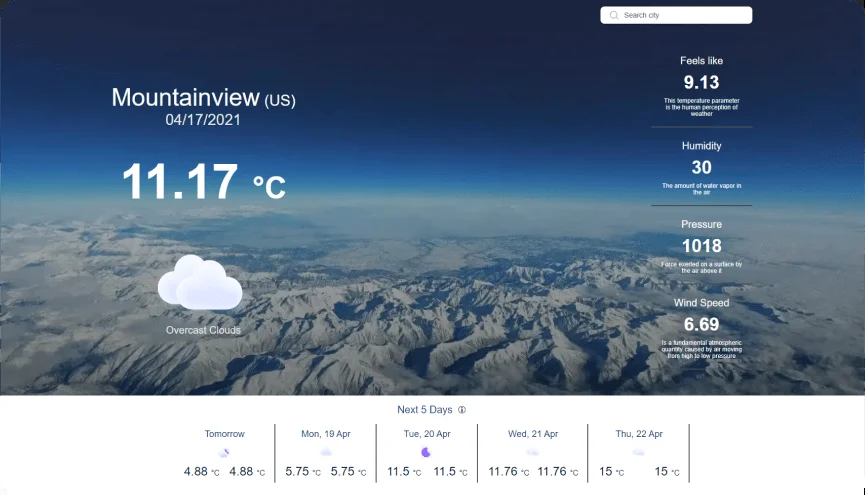 Search city
Mountainview (US)
04/17/2021
11.17 °C
Overcast Clouds
Feels like
9.13
This temperature parameter
is the human perception of
weather
Humidity
30
The amount of water vapor in
the air
Pressure
1018
Force exerted on a surface by
the air above it
Wind Speed
6.69
Is a fundamental atmospheric
quantity caused by air moving
from high to low pressure
Next 5 Days
Tomorrow
4.88 °C 4.88 °C
Mon, 19 Apr
5.75 °C 5.75 °C
Tue, 20 Apr
11.5 °C 11.5 °C
Wed, 21 Apr
11.76 °C 11.76 °C
Thu, 22 Apr
15 °C 15 °C